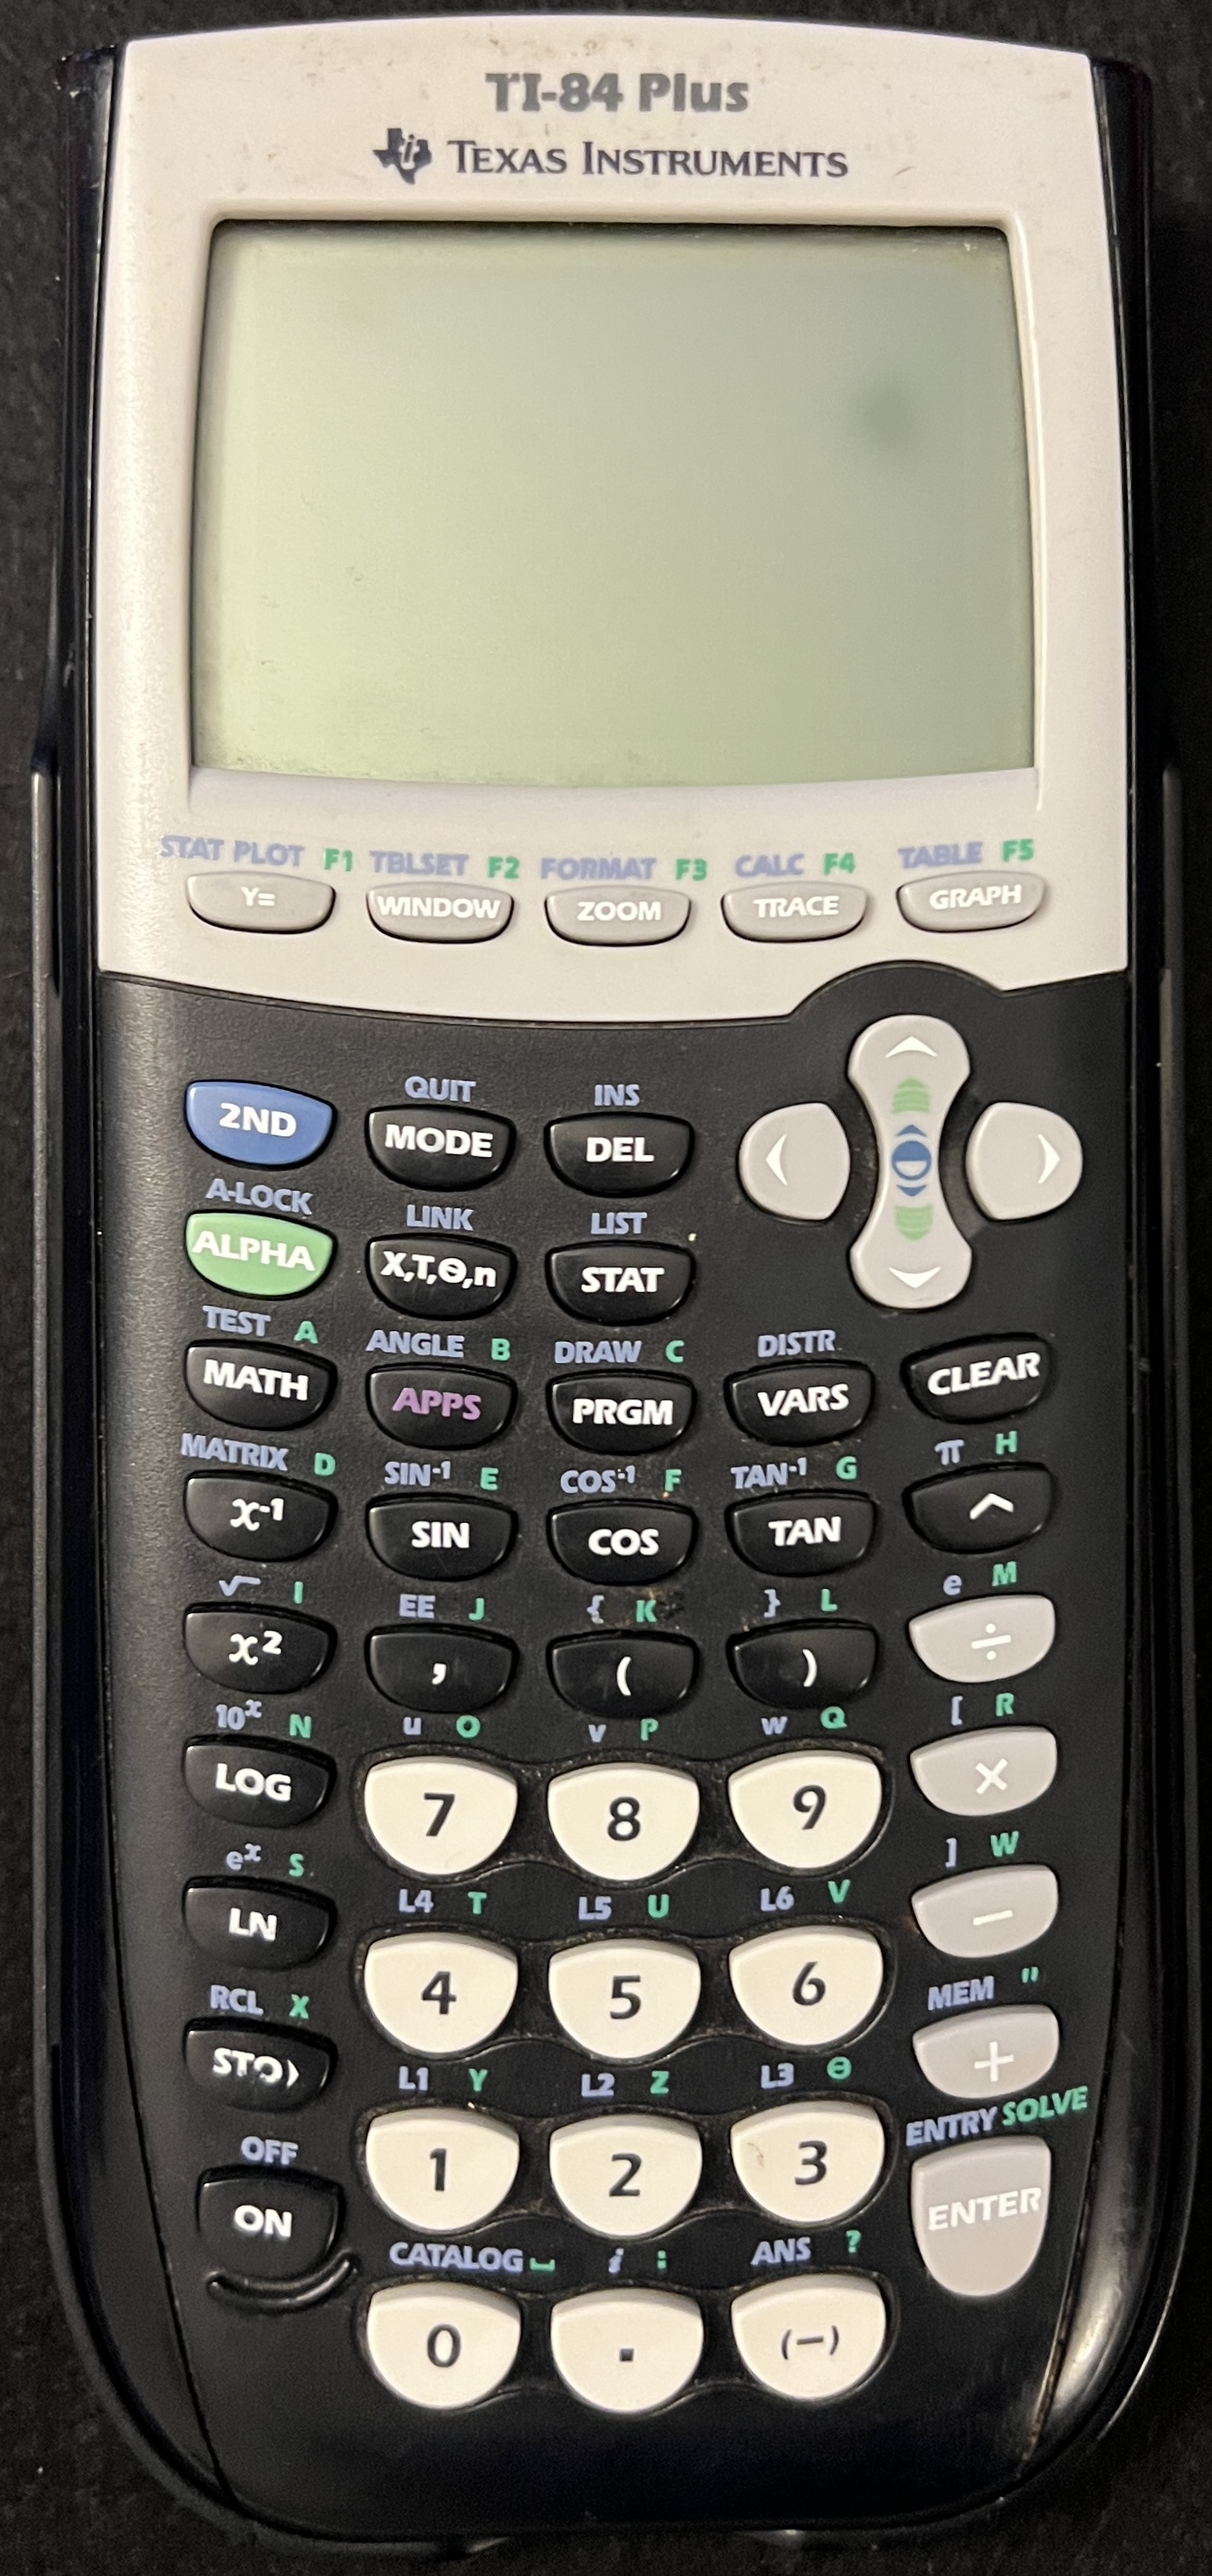 TI-84 Plus
TEXAS INSTRUMENTS
STAT PLOT F1 TBLSET F2 FORMAT F3 CALC F4 TABLE F5
Y= WINDOW ZOOM TRACE GRAPH
QUIT INS
2ND MODE DEL
A-LOCK LINK LIST
ALPHA X,T,Θ,n STAT
TEST A ANGLE B DRAW C DISTR
MATH APPS PRGM VARS CLEAR
MATRIX D SIN⁻¹ E COS⁻¹ F TAN⁻¹ G π H
x⁻¹ SIN COS TAN ^
√ I EE J { K } L e M
x² , ( ) ÷
10ˣ N u O v P w Q [ R
LOG 7 8 9 ×
eˣ S L4 T L5 U L6 V ] W
LN 4 5 6 −
RCL X L1 Y L2 Z L3 Θ MEM "
STO⟩ 1 2 3 +
OFF CATALOG ⎵ i : ANS ? ENTRY SOLVE
ON 0 . (−) ENTER